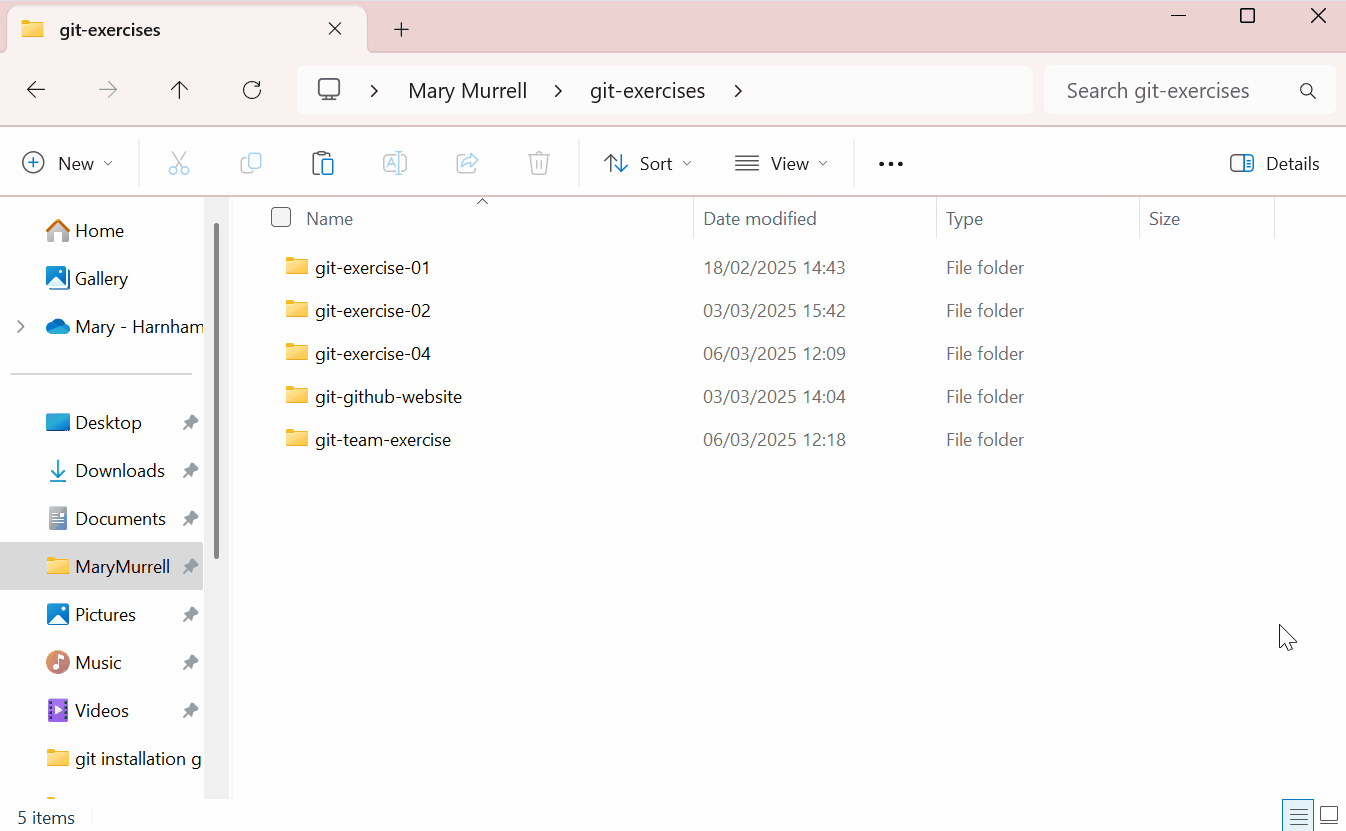 git-exercises
Mary Murrell git-exercises
Search git-exercises
New
Sort
View
Details
Name Date modified Type Size
git-exercise-01 18/02/2025 14:43 File folder
git-exercise-02 03/03/2025 15:42 File folder
git-exercise-04 06/03/2025 12:09 File folder
git-github-website 03/03/2025 14:04 File folder
git-team-exercise 06/03/2025 12:18 File folder
Home
Gallery
Mary - Harnham
Desktop
Downloads
Documents
MaryMurrell
Pictures
Music
Videos
git installation g
5 items